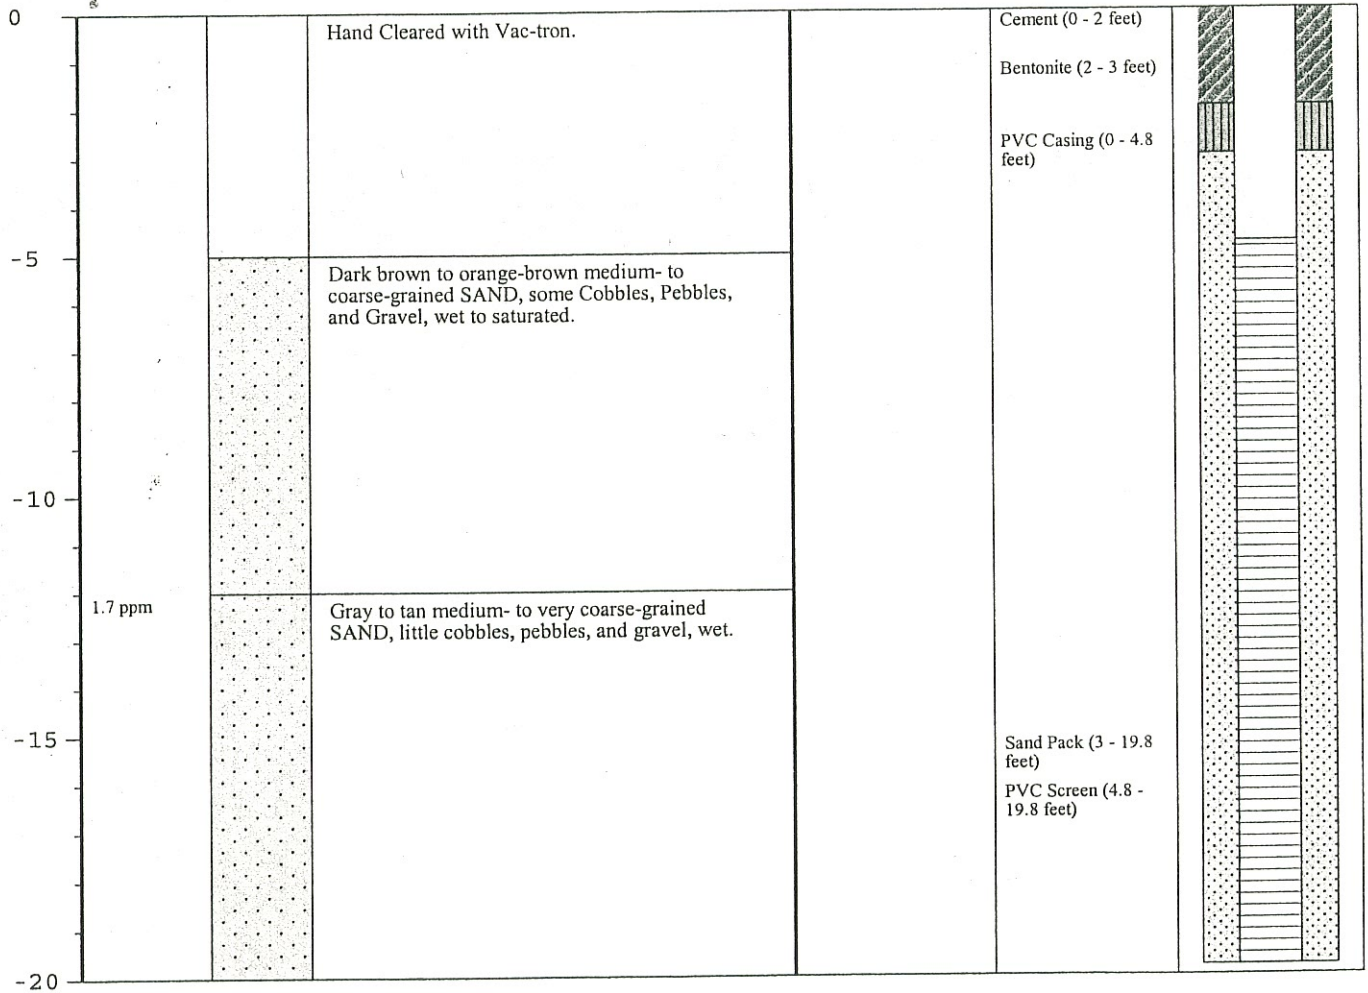 0
Hand Cleared with Vac-tron.
Cement (0 - 2 feet)
Bentonite (2 - 3 feet)
PVC Casing (0 - 4.8
feet)
-5
Dark brown to orange-brown medium- to
coarse-grained SAND, some Cobbles, Pebbles,
and Gravel, wet to saturated.
-10
1.7 ppm
Gray to tan medium- to very coarse-grained
SAND, little cobbles, pebbles, and gravel, wet.
-15
Sand Pack (3 - 19.8
feet)
PVC Screen (4.8 -
19.8 feet)
-20